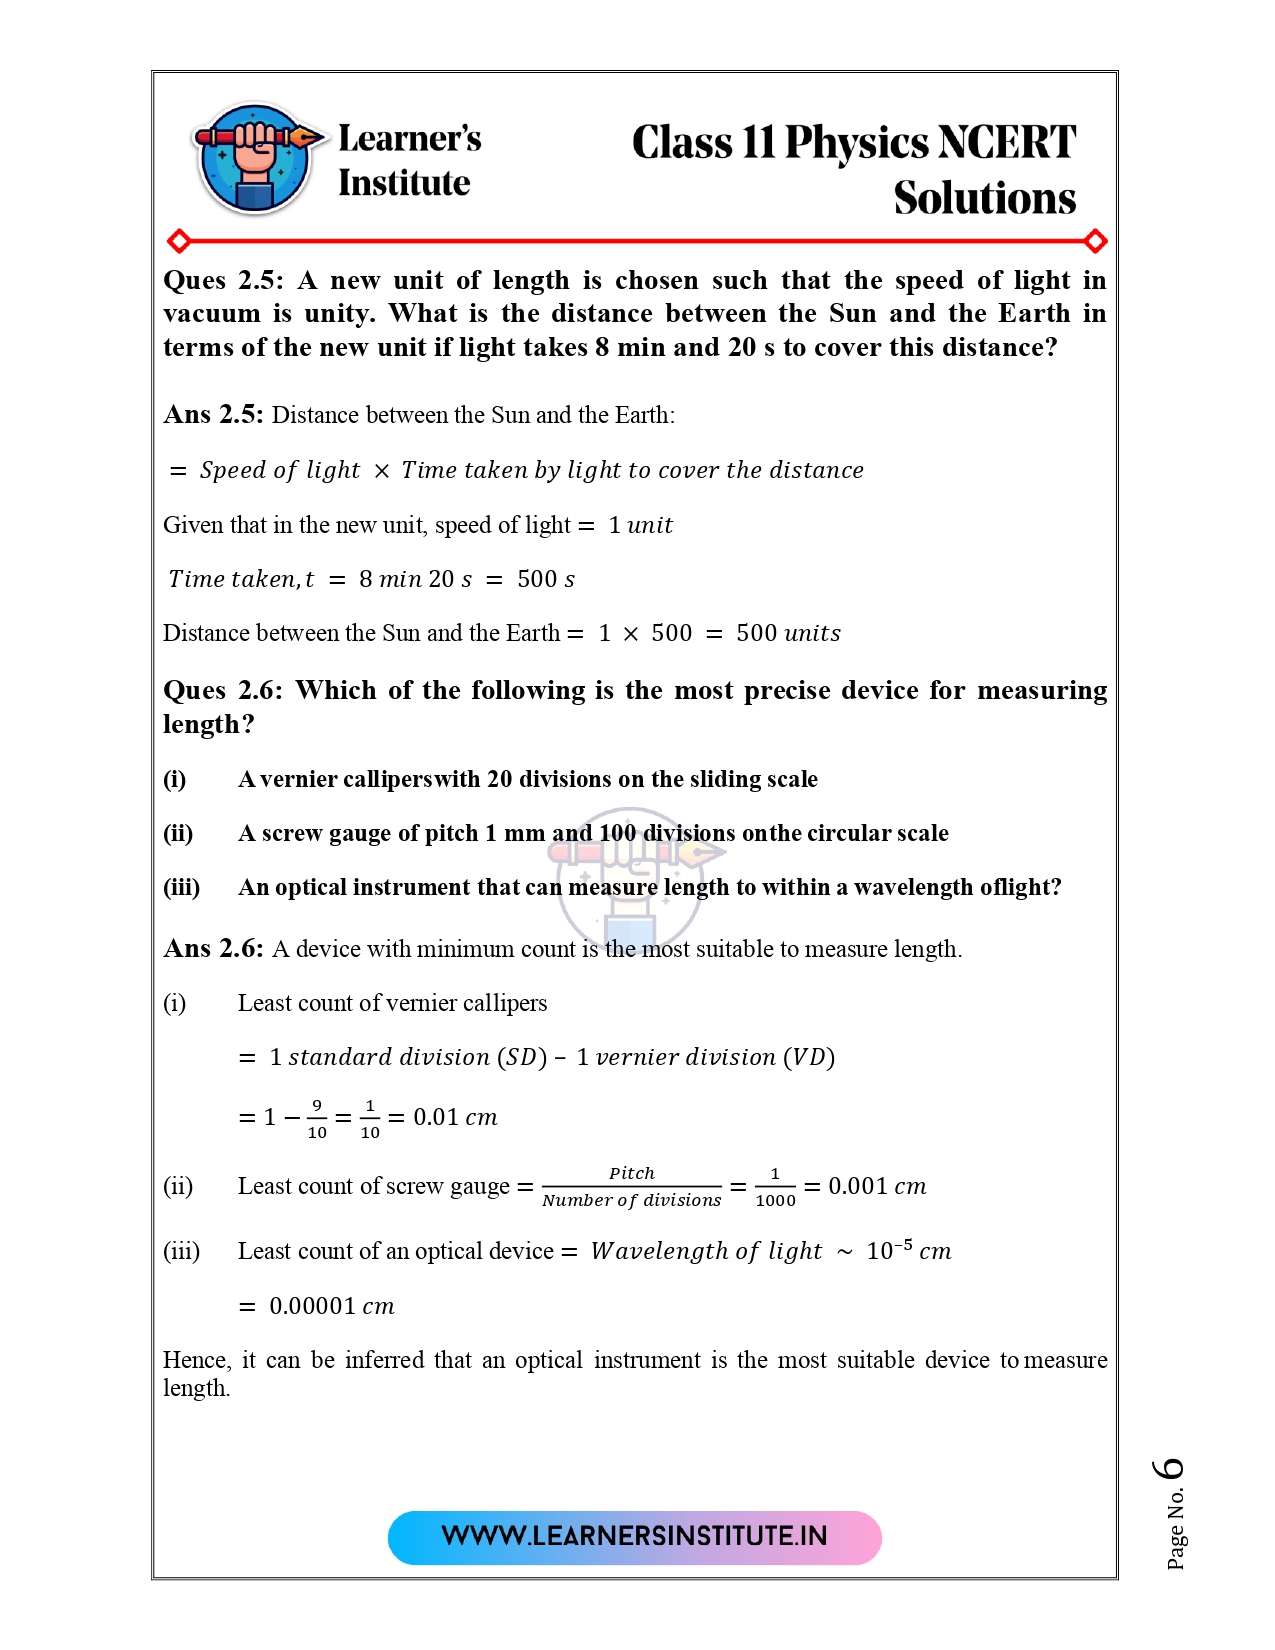 Learner's
Institute
Class 11 Physics NCERT
Solutions
Ques 2.5: A new unit of length is chosen such that the speed of light in
vacuum is unity. What is the distance between the Sun and the Earth in
terms of the new unit if light takes 8 min and 20 s to cover this distance?
Ans 2.5: Distance between the Sun and the Earth:
= Speed of light × Time taken by light to cover the distance
Given that in the new unit, speed of light = 1 unit
Time taken, t = 8 min 20 s = 500 s
Distance between the Sun and the Earth = 1 × 500 = 500 units
Ques 2.6: Which of the following is the most precise device for measuring
length?
(i) A vernier calliperswith 20 divisions on the sliding scale
(ii) A screw gauge of pitch 1 mm and 100 divisions onthe circular scale
(iii) An optical instrument that can measure length to within a wavelength oflight?
Ans 2.6: A device with minimum count is the most suitable to measure length.
(i) Least count of vernier callipers
= 1 standard division (SD) – 1 vernier division (VD)
= 1 − 9/10 = 1/10 = 0.01 cm
(ii) Least count of screw gauge = Pitch/Number of divisions = 1/1000 = 0.001 cm
(iii) Least count of an optical device = Wavelength of light ~ 10⁻⁵ cm
= 0.00001 cm
Hence, it can be inferred that an optical instrument is the most suitable device to measure
length.
WWW.LEARNERSINSTITUTE.IN
Page No. 6